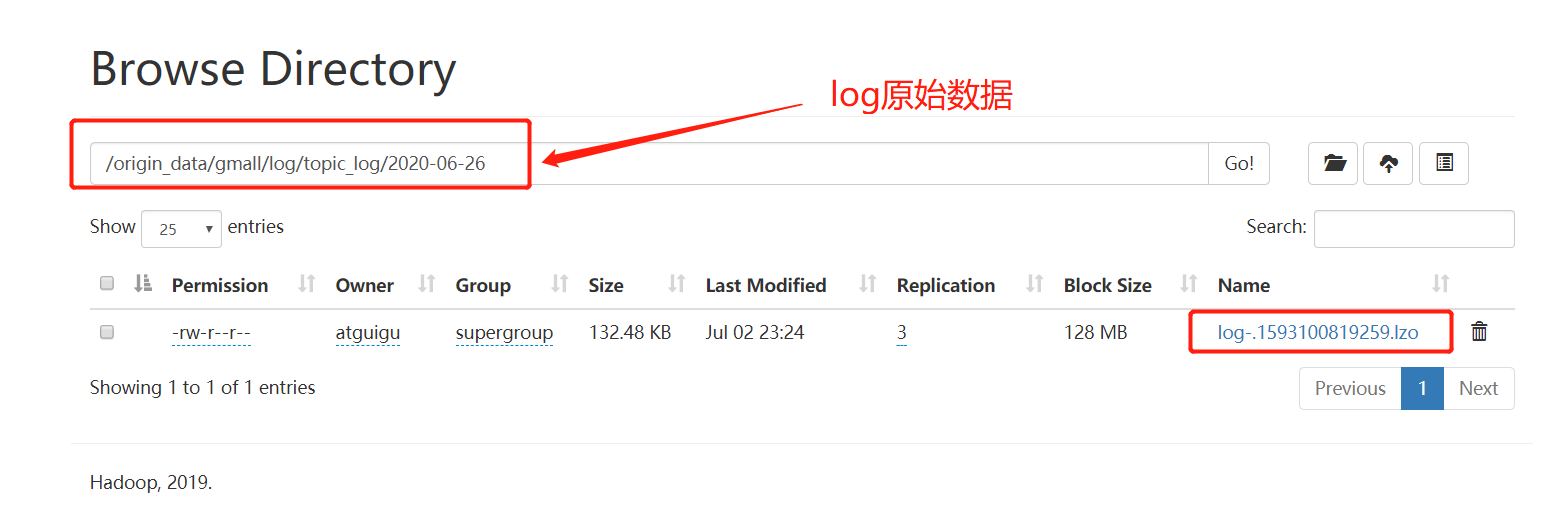 Browse Directory
log原始数据
/origin_data/gmall/log/topic_log/2020-06-26 Go!
Show 25 entries Search:
Permission Owner Group Size Last Modified Replication Block Size Name
-rw-r--r-- atguigu supergroup 132.48 KB Jul 02 23:24 3 128 MB log-.1593100819259.lzo
Showing 1 to 1 of 1 entries Previous 1 Next
Hadoop, 2019.